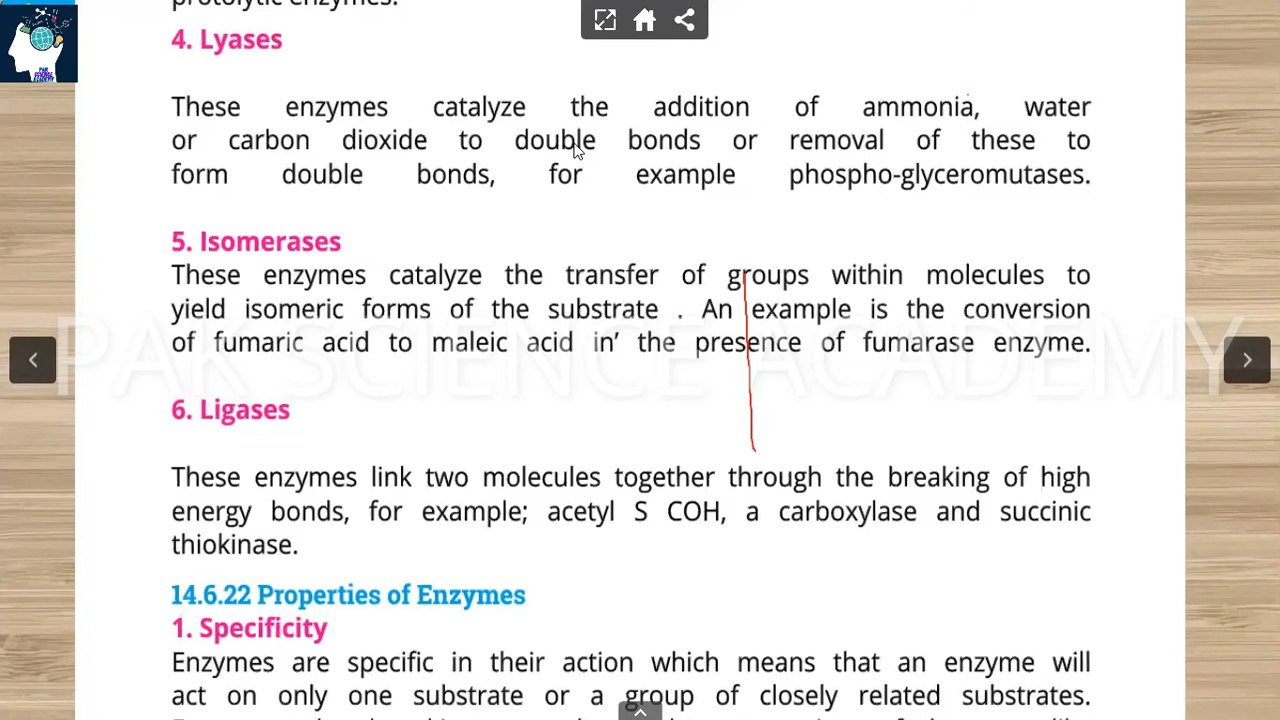 protolytic enzymes.
4. Lyases
These enzymes catalyze the addition of ammonia, water
or carbon dioxide to double bonds or removal of these to
form double bonds, for example phospho-glyceromutases.
5. Isomerases
These enzymes catalyze the transfer of groups within molecules to
yield isomeric forms of the substrate . An example is the conversion
of fumaric acid to maleic acid in’ the presence of fumarase enzyme.
PAK SCIENCE ACADEMY
6. Ligases
These enzymes link two molecules together through the breaking of high
energy bonds, for example; acetyl S COH, a carboxylase and succinic
thiokinase.
14.6.22 Properties of Enzymes
1. Specificity
Enzymes are specific in their action which means that an enzyme will
act on only one substrate or a group of closely related substrates.